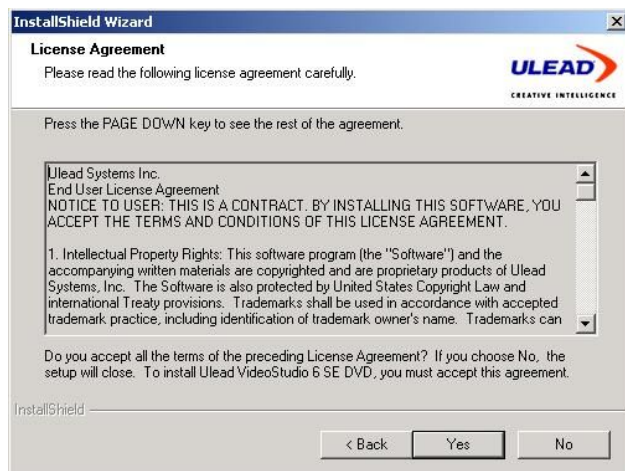 InstallShield Wizard
License Agreement
Please read the following license agreement carefully.
ULEAD
CREATIVE INTELLIGENCE
Press the PAGE DOWN key to see the rest of the agreement.
Ulead Systems Inc.
End User License Agreement
NOTICE TO USER: THIS IS A CONTRACT. BY INSTALLING THIS SOFTWARE, YOU
ACCEPT THE TERMS AND CONDITIONS OF THIS LICENSE AGREEMENT.
1. Intellectual Property Rights: This software program (the "Software") and the
accompanying written materials are copyrighted and are proprietary products of Ulead
Systems, Inc. The Software is also protected by United States Copyright Law and
international Treaty provisions. Trademarks shall be used in accordance with accepted
trademark practice, including identification of trademark owner's name. Trademarks can
Do you accept all the terms of the preceding License Agreement? If you choose No, the
setup will close. To install Ulead VideoStudio 6 SE DVD, you must accept this agreement.
InstallShield
< Back
Yes
No